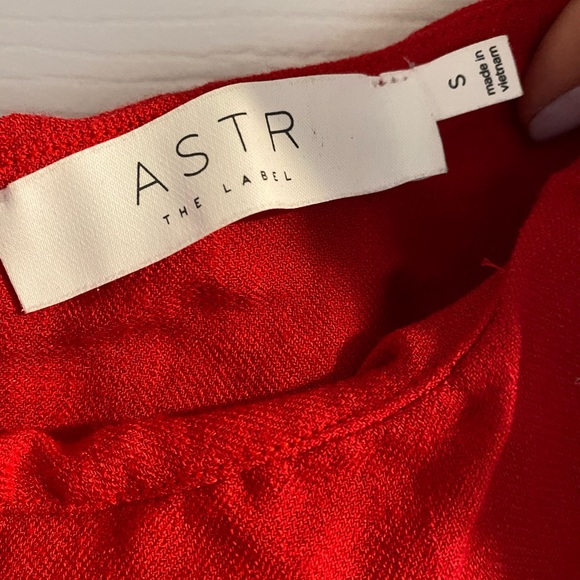 ASTR
THE LABEL
S
made in
vietnam